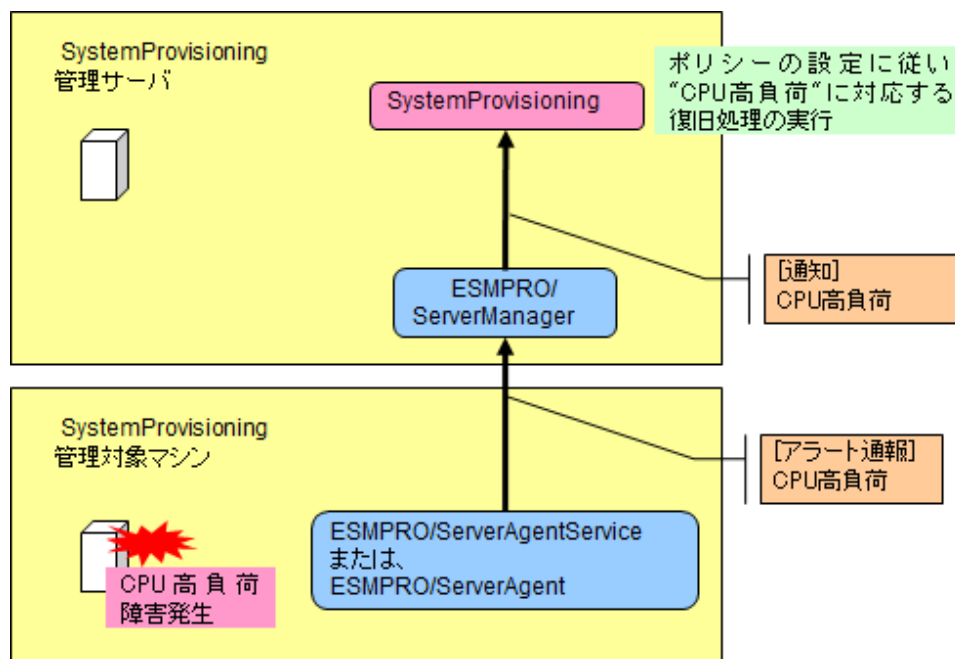 SystemProvisioning
管理サーバ
SystemProvisioning
ポリシーの設定に従い
“CPU高負荷“に対応する
復旧処理の実行
ESMPRO/
ServerManager
[通知]
CPU高負荷
SystemProvisioning
管理対象マシン
[アラート通報]
CPU高負荷
ESMPRO/ServerAgentService
または、
ESMPRO/ServerAgent
CPU高負荷
障害発生